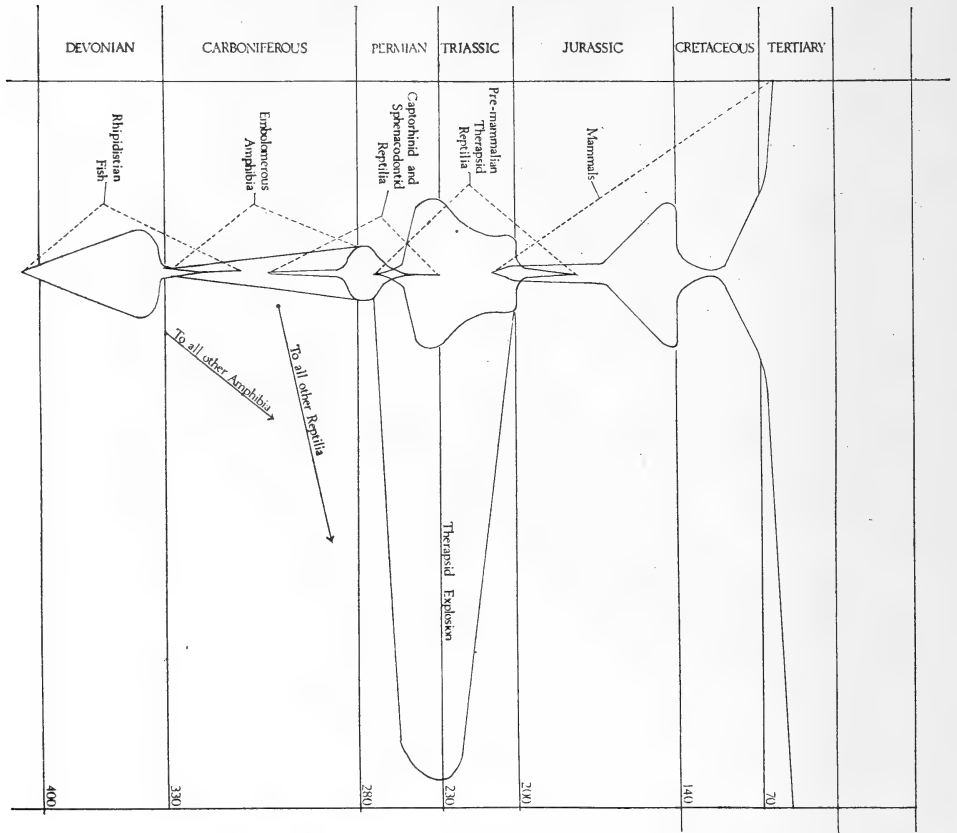 DEVONIAN
CARBONIFEROUS
PERMIAN
TRIASSIC
JURASSIC
CRETACEOUS
TERTIARY
Rhipidistian
Fish
Embolomerous
Amphibia
Captorhinid and
Sphenacodontid
Reptilia
Pre-mammalian
Therapsid
Reptilia
Mammals
To all other Amphibia
To all other Reptilia
Therapsid Explosion
400
330
280
230
200
140
70